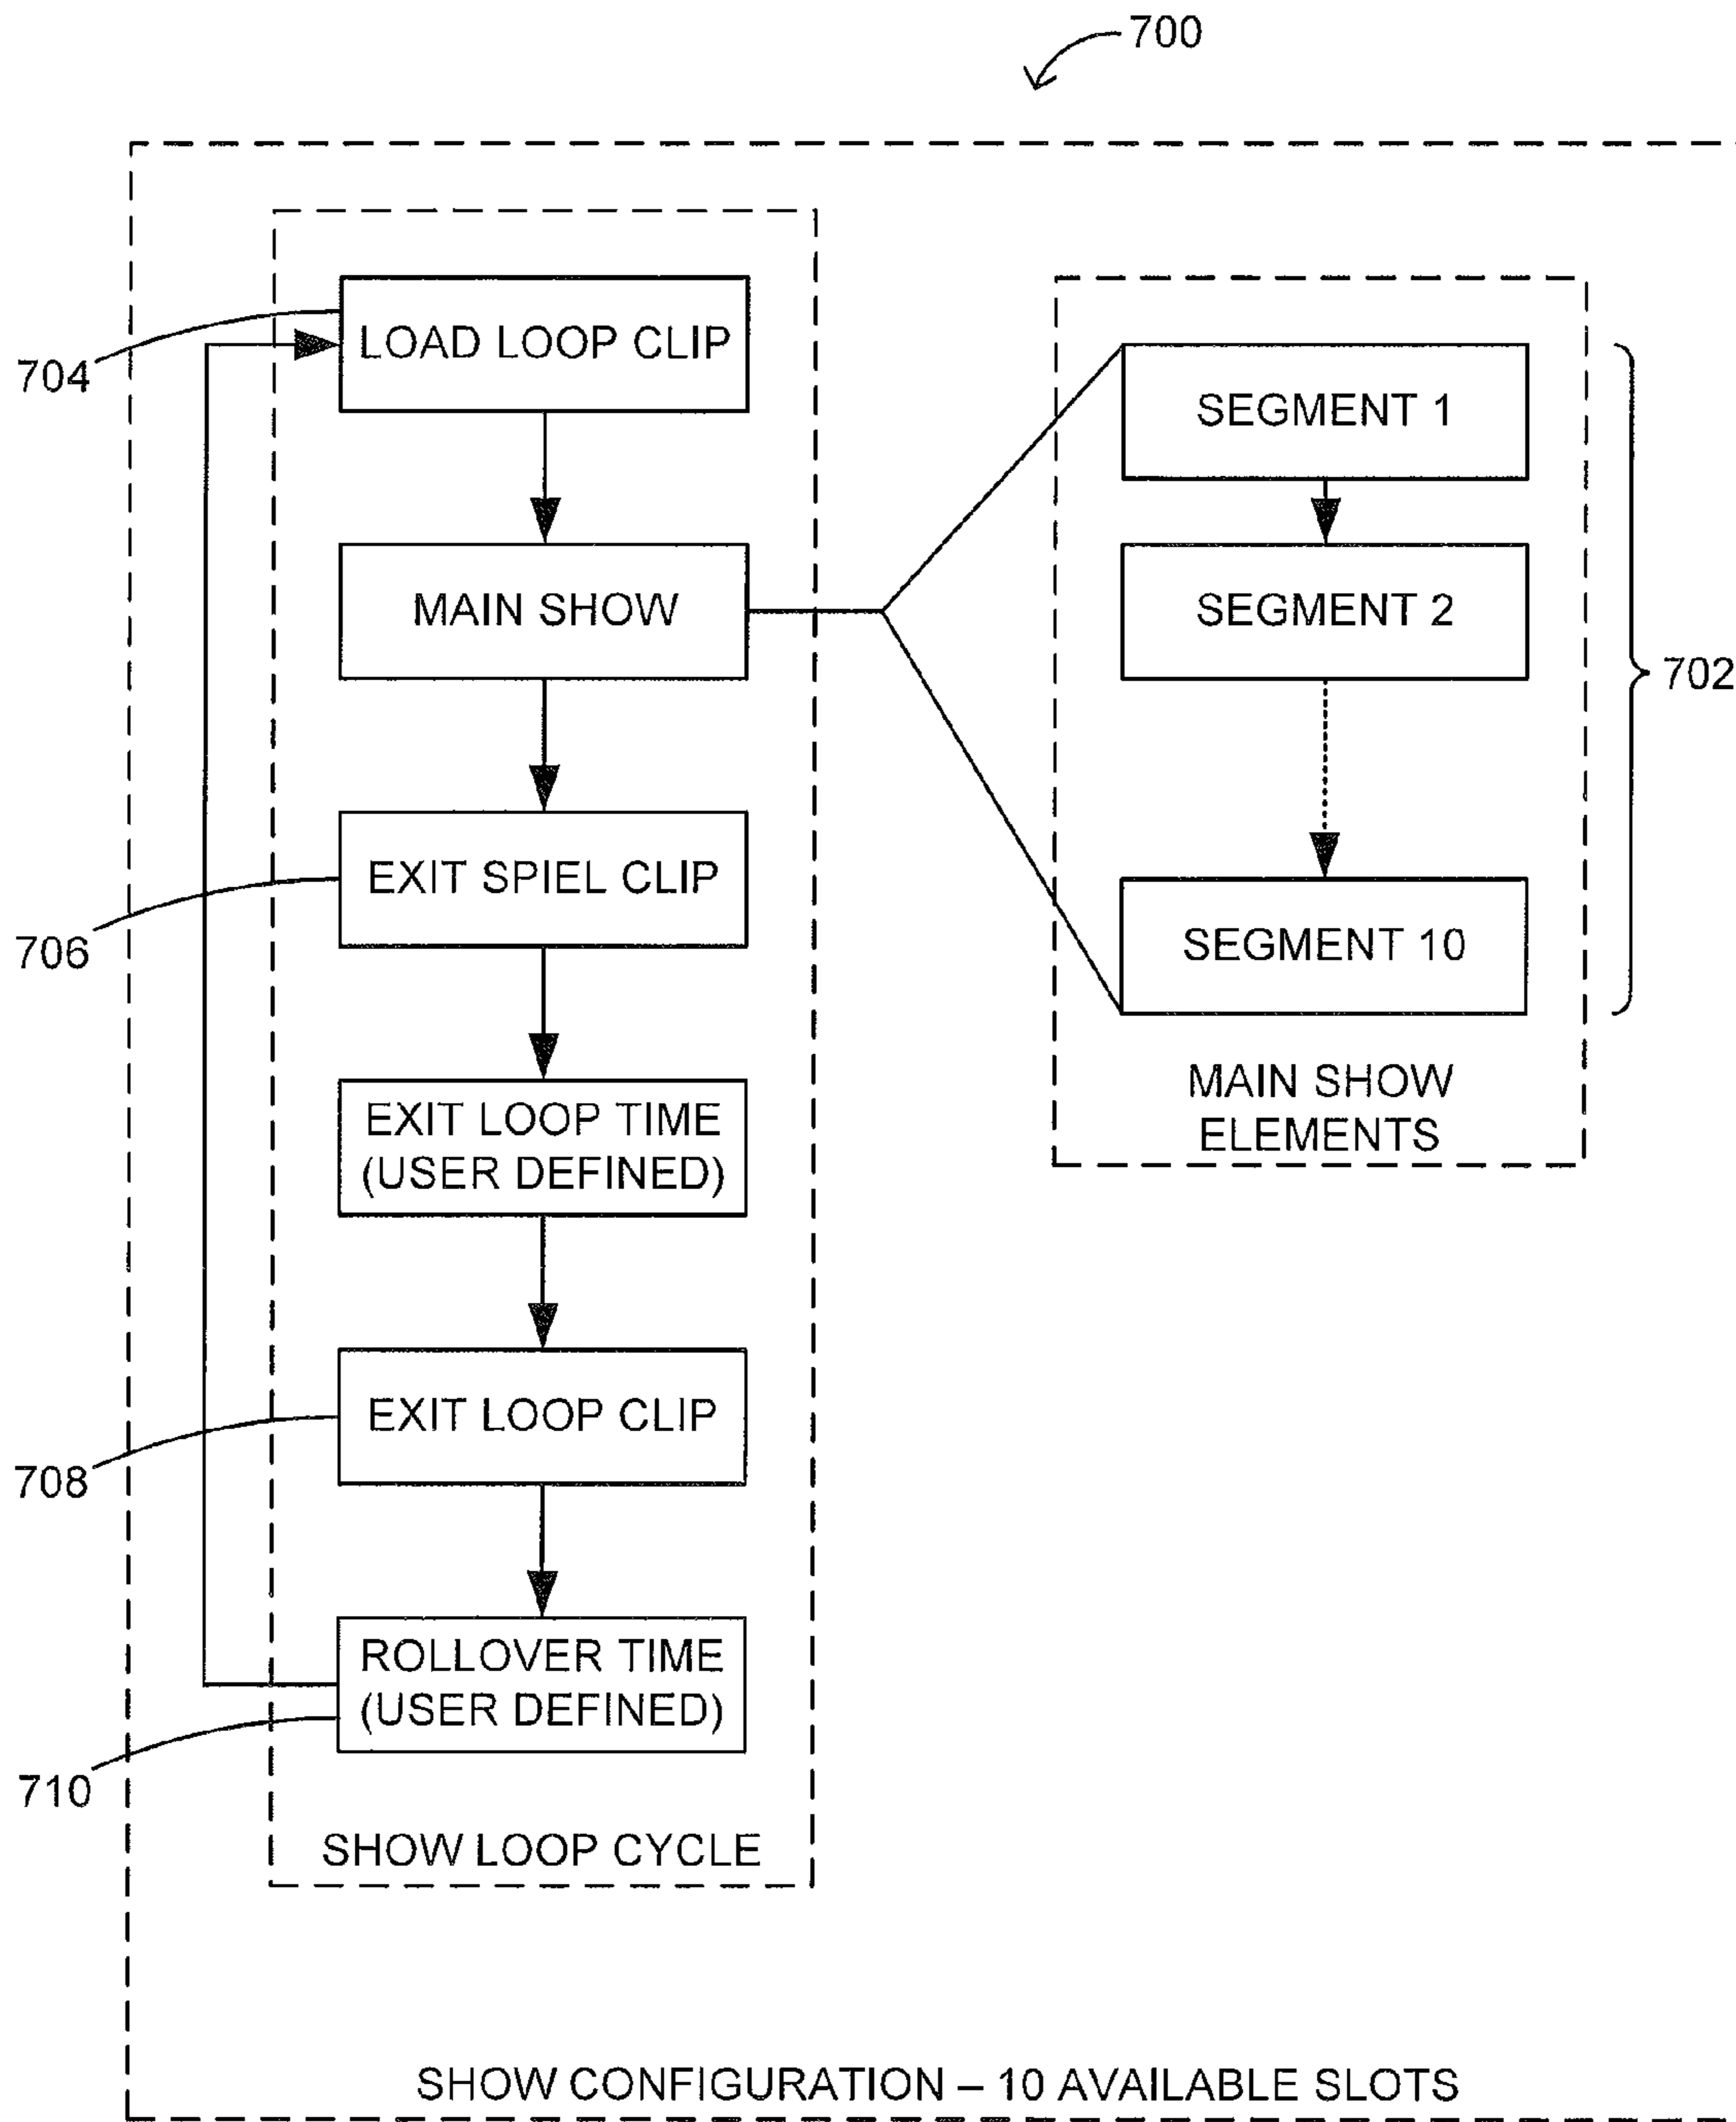 700
704
LOAD LOOP CLIP
MAIN SHOW
706
EXIT SPIEL CLIP
EXIT LOOP TIME
(USER DEFINED)
708
EXIT LOOP CLIP
710
ROLLOVER TIME
(USER DEFINED)
SHOW LOOP CYCLE
SEGMENT 1
SEGMENT 2
SEGMENT 10
702
MAIN SHOW
ELEMENTS
SHOW CONFIGURATION – 10 AVAILABLE SLOTS